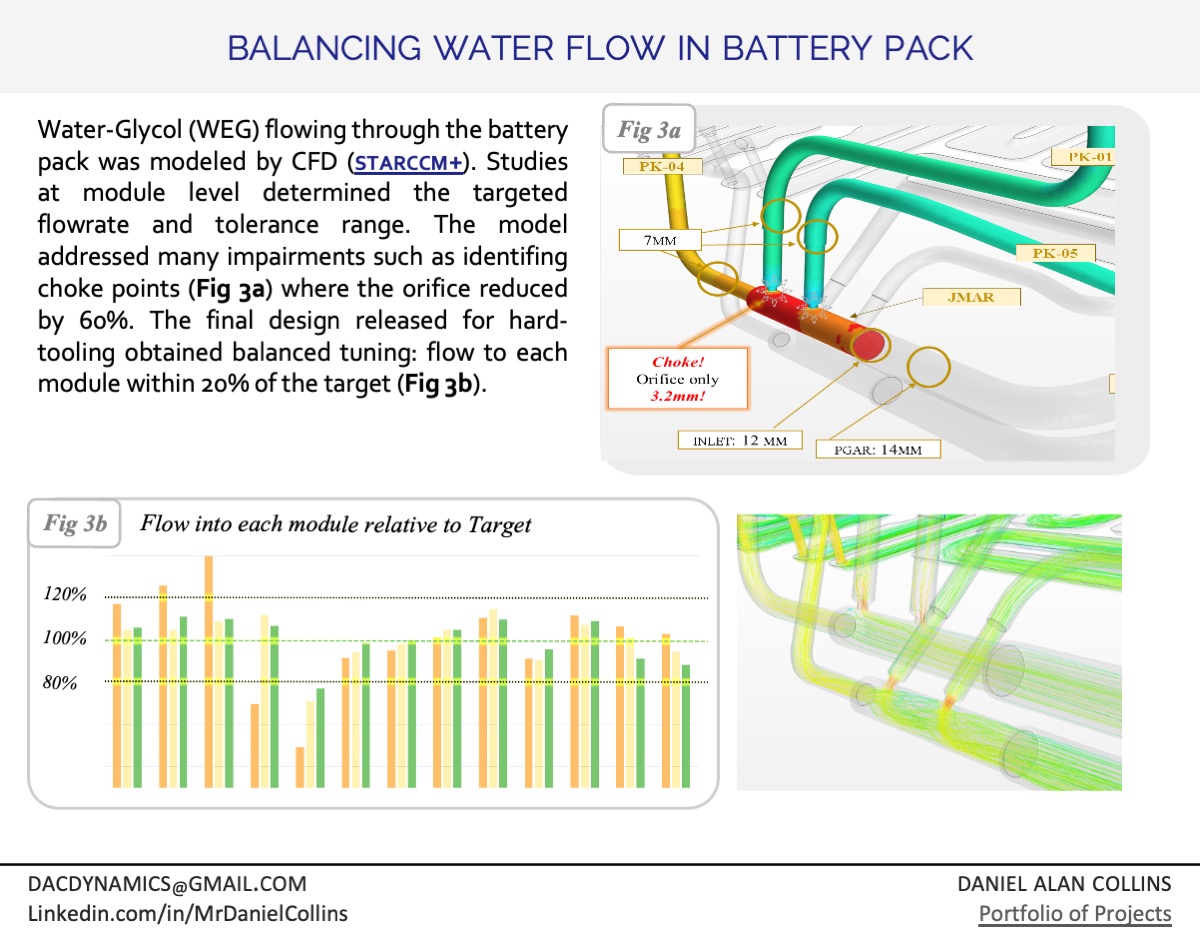 BALANCING WATER FLOW IN BATTERY PACK
Water-Glycol (WEG) flowing through the battery
pack was modeled by CFD (STARCCM+). Studies
at module level determined the targeted
flowrate and tolerance range. The model
addressed many impairments such as identifing
choke points (Fig 3a) where the orifice reduced
by 60%. The final design released for hard-
tooling obtained balanced tuning: flow to each
module within 20% of the target (Fig 3b).
Fig 3a
PK-04
PK-01
7MM
PK-05
JMAR
Choke!
Orifice only
3.2mm!
INLET: 12 MM
PGAR: 14MM
Fig 3b
Flow into each module relative to Target
120%
100%
80%
DACDYNAMICS@GMAIL.COM
Linkedin.com/in/MrDanielCollins
DANIEL ALAN COLLINS
Portfolio of Projects